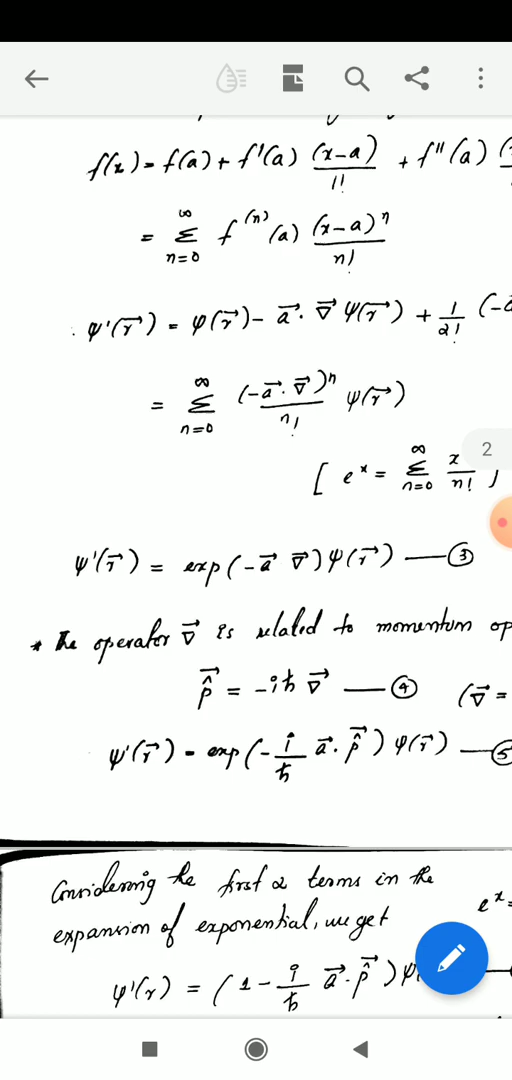 f(x) = f(a) + f'(a) (x-a)/1! + f''(a)
= Σ_{n=0}^{∞} f^{(n)}(a) (x-a)^n/n!
ψ'(r⃗) = ψ(r⃗) - a⃗·∇⃗ ψ(r⃗) + 1/2! (-a
= Σ_{n=0}^{∞} (-a⃗·∇⃗)^n/n! ψ(r⃗)
2
[ e^x = Σ_{n=0}^{∞} x/n! ]
ψ'(r⃗) = exp(-a⃗ ∇⃗)ψ(r⃗) — ③
* The operator ∇⃗ is related to momentum op
p̂⃗ = -iħ ∇⃗ — ④ (∇⃗ =
ψ'(r⃗) = exp(-i/ħ a⃗·p̂⃗) ψ(r⃗) — ⑤
Considering the first 2 terms in the
e^x =
expansion of exponential, we get
ψ'(r) = (1 - i/ħ a⃗·p̂⃗) ψ